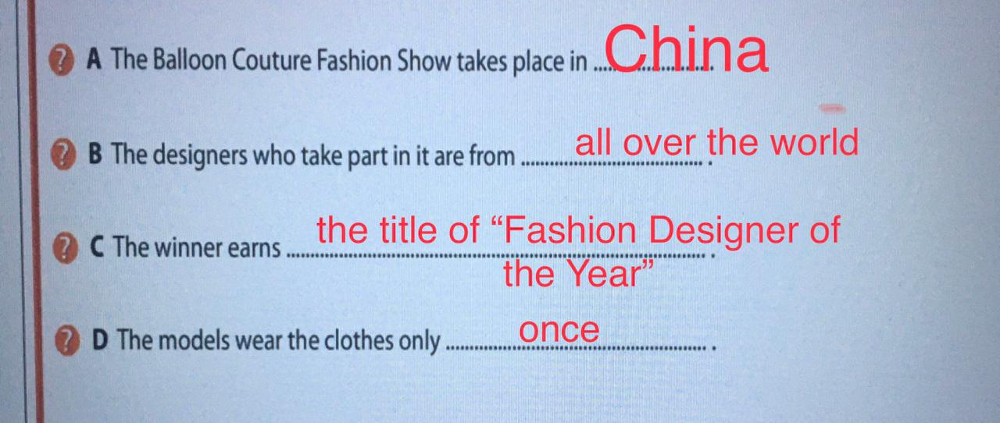 ? A The Balloon Couture Fashion Show takes place in .....China.....
? B The designers who take part in it are from ..... all over the world ..... .
? C The winner earns ..... the title of “Fashion Designer of ..... .
the Year”
? D The models wear the clothes only ..... once ..... .